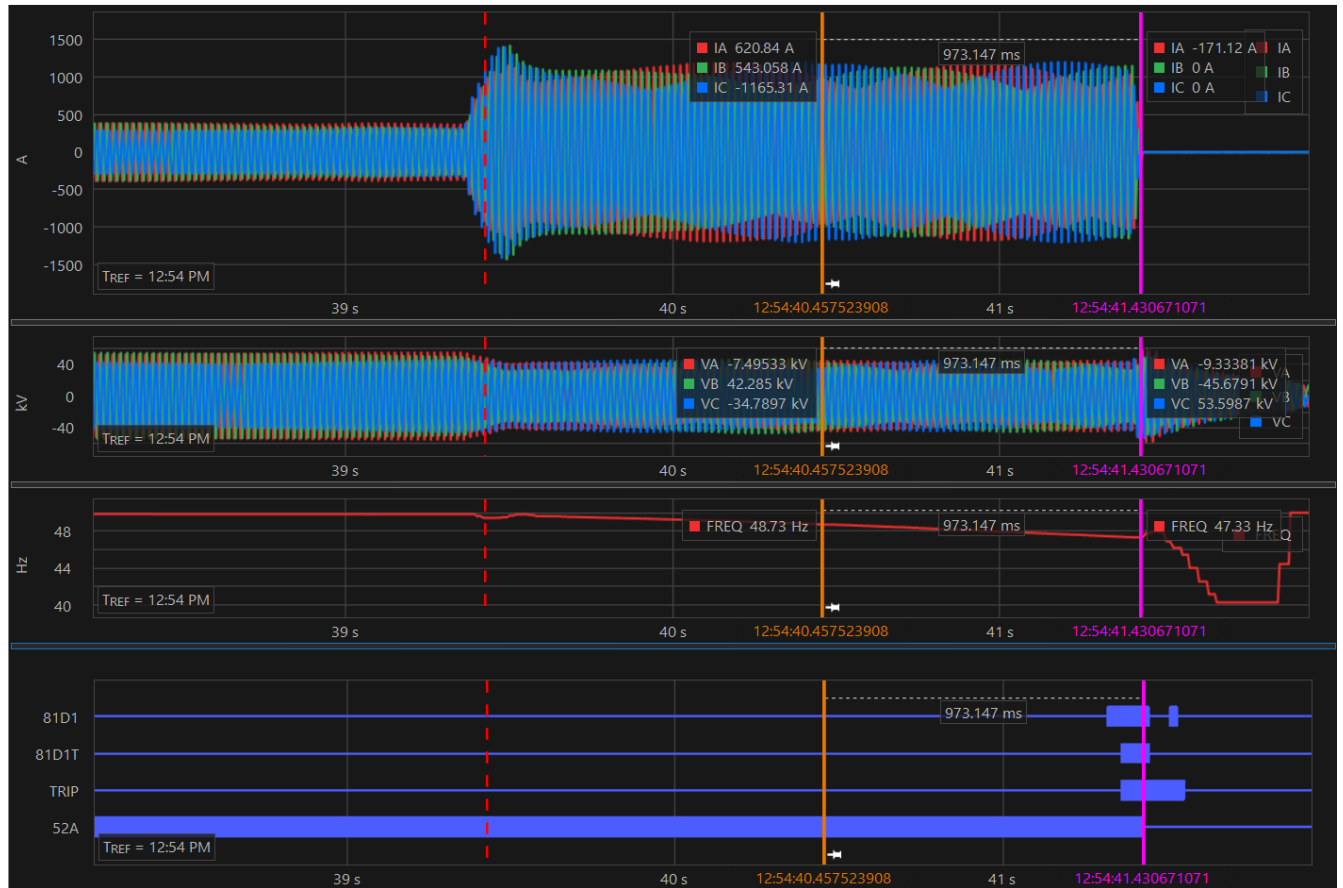 1500
1000
500
0
-500
-1000
-1500
A
IA 620.84 A
IB 543.058 A
IC -1165.31 A
973.147 ms
IA -171.12 A
IB 0 A
IC 0 A
IA
IB
IC
TREF = 12:54 PM
39 s
40 s
12:54:40.457523908
41 s
12:54:41.430671071
40
0
-40
kV
VA -7.49533 kV
VB 42.285 kV
VC -34.7897 kV
973.147 ms
VA -9.33381 kV
VB -45.6791 kV
VC 53.5987 kV
VC
TREF = 12:54 PM
39 s
40 s
12:54:40.457523908
41 s
12:54:41.430671071
48
44
40
Hz
FREQ 48.73 Hz
973.147 ms
FREQ 47.33 Hz
FREQ
TREF = 12:54 PM
39 s
40 s
12:54:40.457523908
41 s
12:54:41.430671071
81D1
81D1T
TRIP
52A
973.147 ms
TREF = 12:54 PM
39 s
40 s
12:54:40.457523908
41 s
12:54:41.430671071